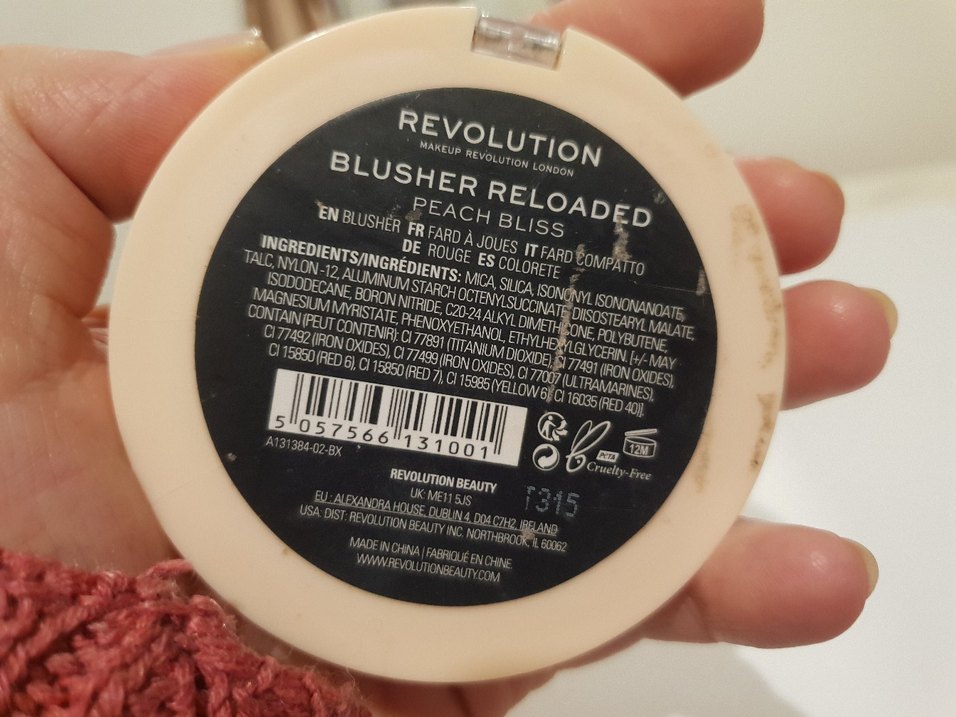 REVOLUTION
MAKEUP REVOLUTION LONDON
BLUSHER RELOADED
PEACH BLISS
EN BLUSHER FR FARD À JOUES IT FARD COMPATTO
DE ROUGE ES COLORETE
INGREDIENTS/INGRÉDIENTS: MICA, SILICA, ISONONYL ISONONANOATE,
TALC, NYLON-12, ALUMINUM STARCH OCTENYLSUCCINATE, DIISOSTEARYL MALATE,
ISODODECANE, BORON NITRIDE, C20-24 ALKYL DIMETHICONE, POLYBUTENE,
MAGNESIUM MYRISTATE, PHENOXYETHANOL, ETHYLHEXYLGLYCERIN. [+/- MAY
CONTAIN (PEUT CONTENIR): CI 77891 (TITANIUM DIOXIDE), CI 77491 (IRON OXIDES),
CI 77492 (IRON OXIDES), CI 77499 (IRON OXIDES), CI 77007 (ULTRAMARINES),
CI 15850 (RED 6), CI 15850 (RED 7), CI 15985 (YELLOW 6), CI 16035 (RED 40)].
5 057566 131001
A131384-02-BX
PETA
Cruelty-Free
12M
REVOLUTION BEAUTY
UK: ME11 5JS
EU: ALEXANDRA HOUSE, DUBLIN 4, D04 C7H2, IRELAND
USA: DIST: REVOLUTION BEAUTY INC. NORTHBROOK, IL 60062
MADE IN CHINA | FABRIQUÉ EN CHINE.
WWW.REVOLUTIONBEAUTY.COM